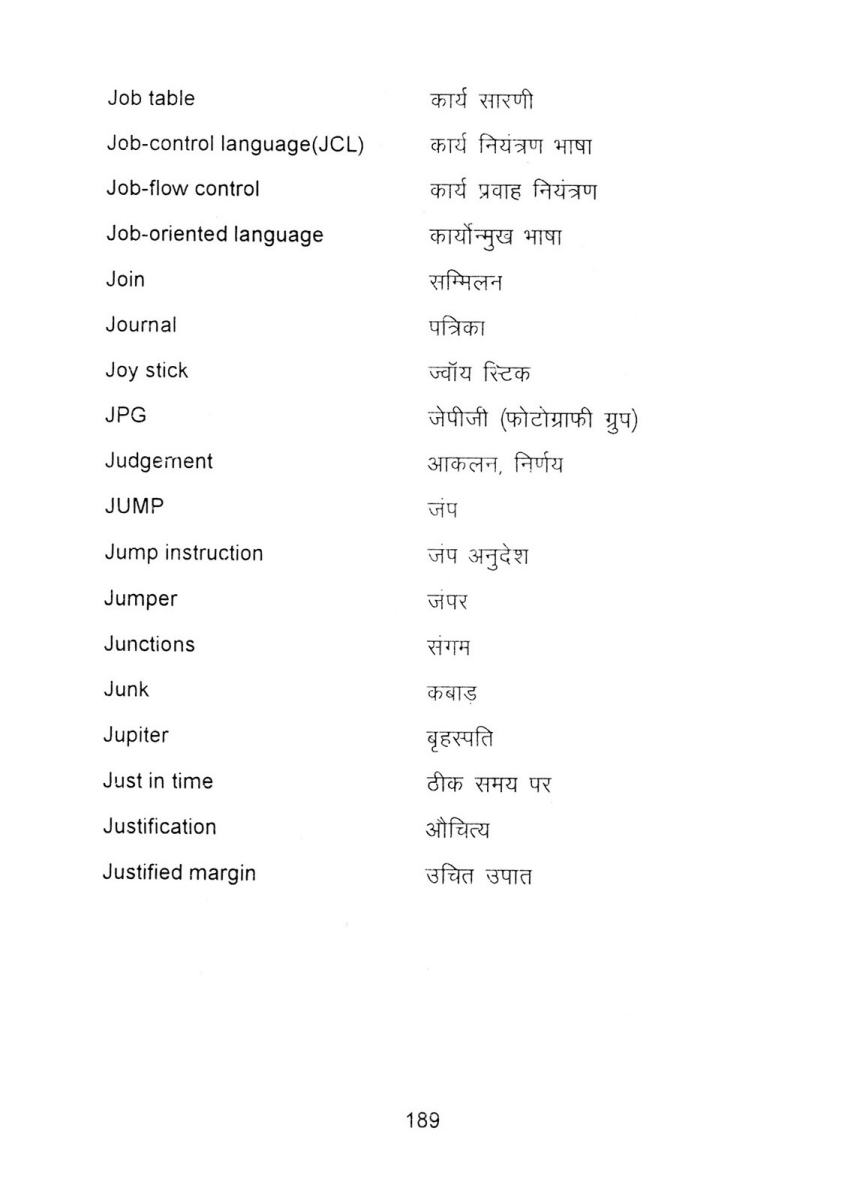 Job table कार्य सारणी
Job-control language(JCL) कार्य नियंत्रण भाषा
Job-flow control कार्य प्रवाह नियंत्रण
Job-oriented language कार्योन्मुख भाषा
Join सम्मिलन
Journal पत्रिका
Joy stick ज्वॉय स्टिक
JPG जेपीजी (फोटोग्राफी ग्रुप)
Judgement आकलन, निर्णय
JUMP जंप
Jump instruction जंप अनुदेश
Jumper जंपर
Junctions संगम
Junk कबाड़
Jupiter बृहस्पति
Just in time ठीक समय पर
Justification औचित्य
Justified margin उचित उपात
189